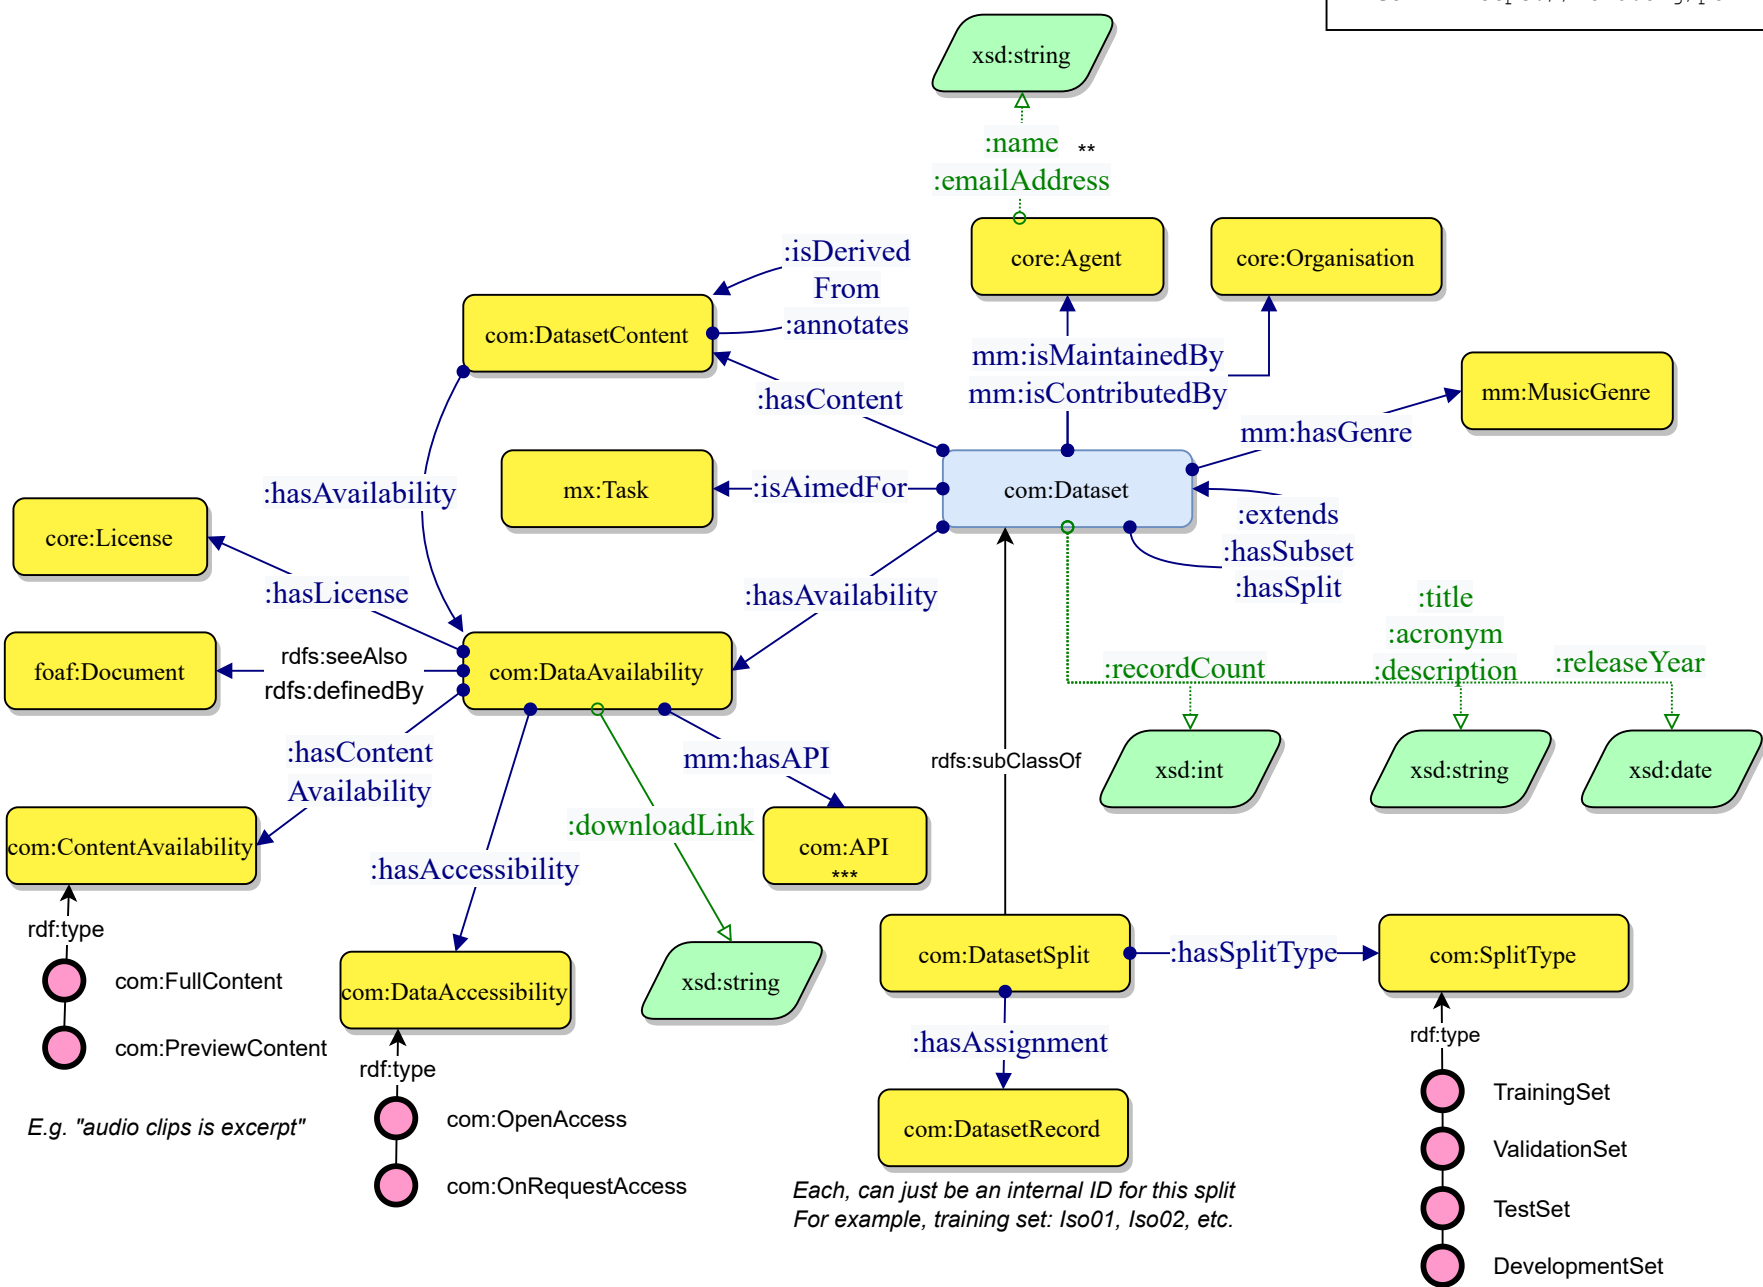 xsd:string
:name
**
:emailAddress
core:Agent
core:Organisation
:isDerived
From
:annotates
com:DatasetContent
mm:isMaintainedBy
mm:isContributedBy
:hasContent
mm:MusicGenre
mm:hasGenre
:hasAvailability
mx:Task
:isAimedFor
com:Dataset
:extends
:hasSubset
:hasSplit
core:License
:hasLicense
:hasAvailability
:title
:acronym
:description
:recordCount
:releaseYear
foaf:Document
rdfs:seeAlso
rdfs:definedBy
com:DataAvailability
:hasContent
Availability
mm:hasAPI
rdfs:subClassOf
xsd:int
xsd:string
xsd:date
com:ContentAvailability
:hasAccessibility
:downloadLink
com:API
***
rdf:type
com:FullContent
com:PreviewContent
com:DataAccessibility
xsd:string
com:DatasetSplit
:hasSplitType
com:SplitType
rdf:type
:hasAssignment
rdf:type
E.g. "audio clips is excerpt"
com:OpenAccess
com:OnRequestAccess
com:DatasetRecord
Each, can just be an internal ID for this split
For example, training set: Iso01, Iso02, etc.
TrainingSet
ValidationSet
TestSet
DevelopmentSet